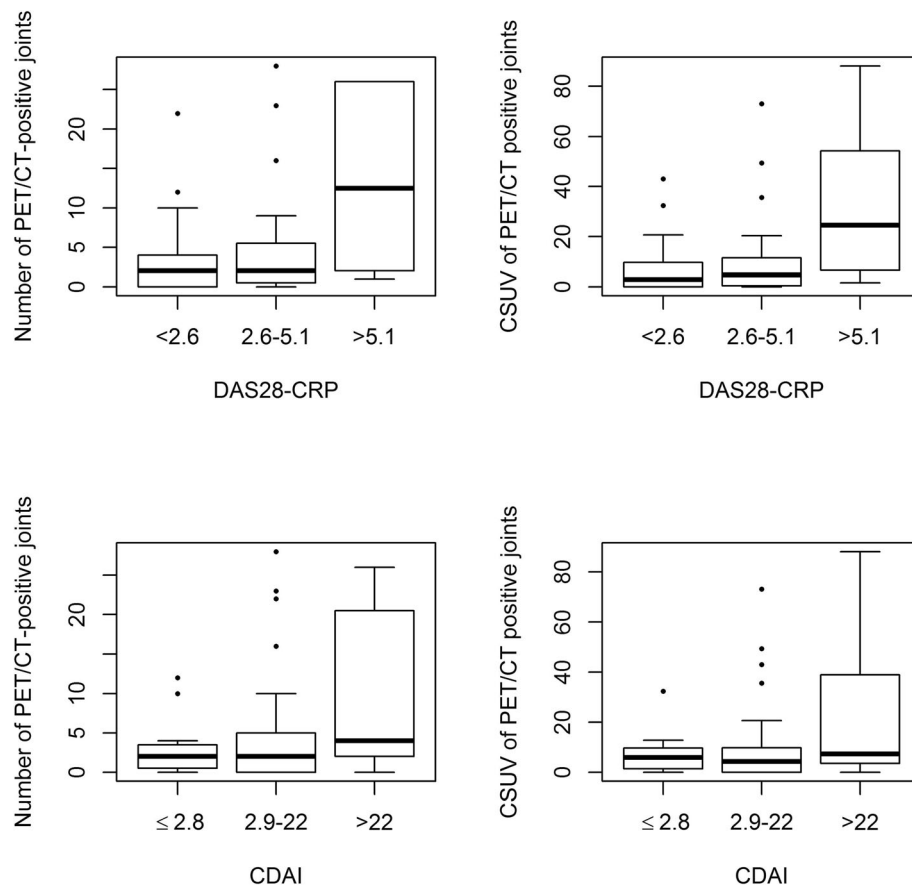 Number of PET/CT-positive joints
0 5 10 20
<2.6 2.6-5.1 >5.1
DAS28-CRP
CSUV of PET/CT positive joints
0 20 40 60 80
<2.6 2.6-5.1 >5.1
DAS28-CRP
Number of PET/CT-positive joints
0 5 10 20
≤ 2.8 2.9-22 >22
CDAI
CSUV of PET/CT positive joints
0 20 40 60 80
≤ 2.8 2.9-22 >22
CDAI